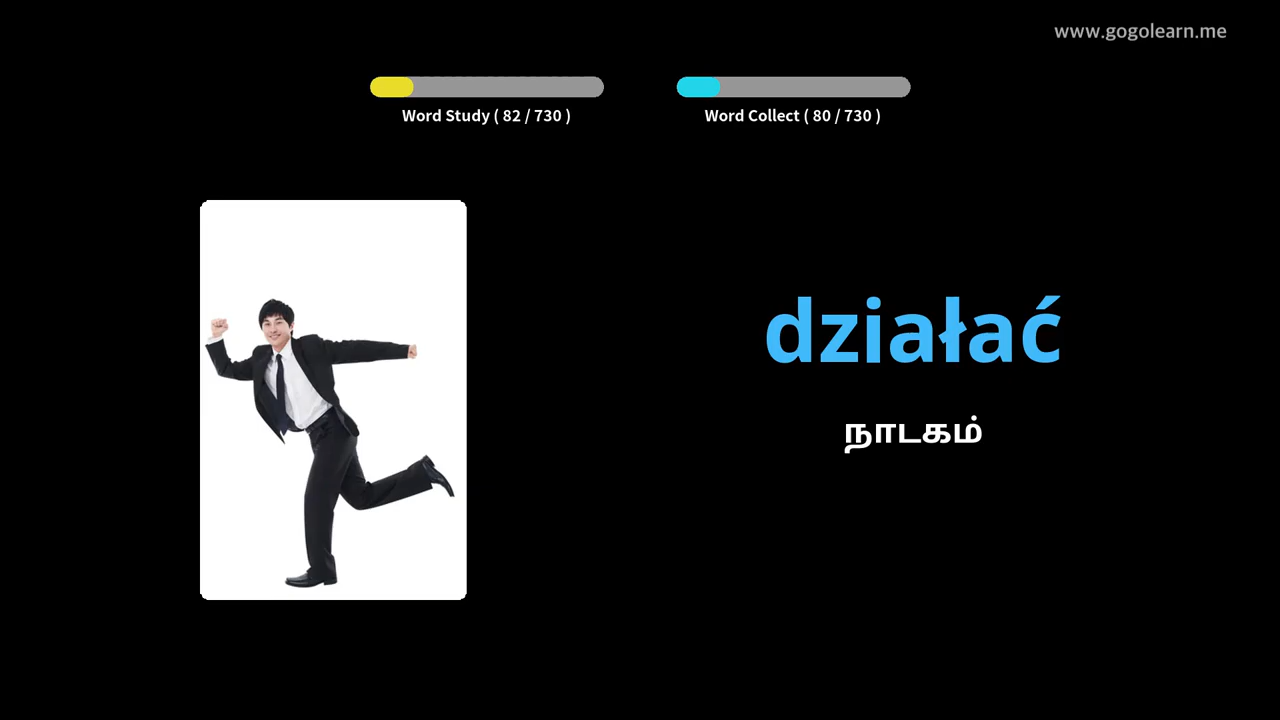 www.gogolearn.me
Word Study ( 82 / 730 )
Word Collect ( 80 / 730 )
działać
நாடகம்